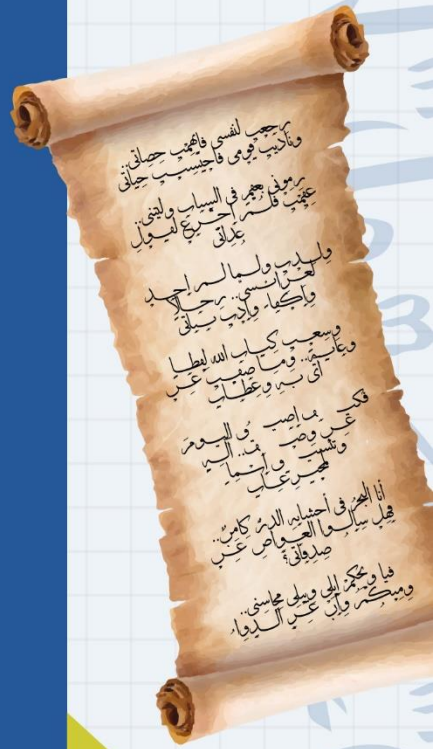 رجعت لنفسي فاتهمت حصاتي..
وناديت قومي فاحتسبت حياتي
رموني بعقم في الشباب وليتني..
عقمت فلم أجزع لقول
عداتي
ولدت ولما لم أجد
لعرائسي.. رجالا
وأكفاء وأدت بناتي
وسعت كتاب الله لفظا
وغاية.. وما ضقت عن
آي به وعظات
اليوم
عن
أنا البحر في أحشائه الدر كامن..
فهل سألوا الغواص عن
صدفاتي؟
فيا ويحكم أبلى وتبلى محاسني..
ومنكم وإن عز الدواء